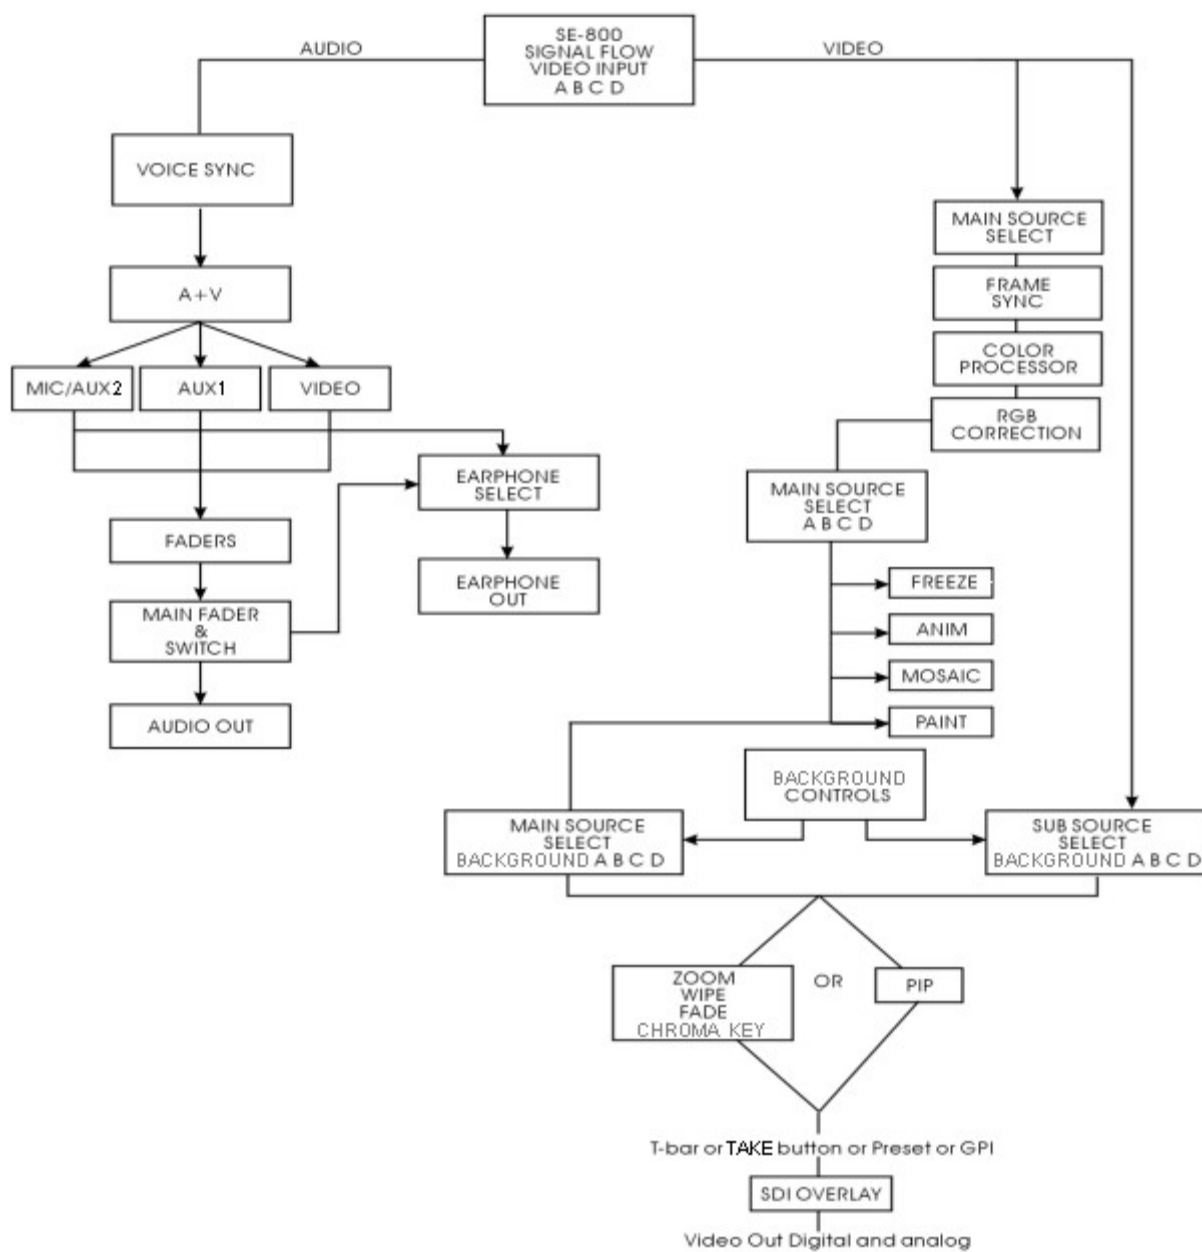 SE-800
SIGNAL FLOW
VIDEO INPUT
A B C D
AUDIO
VIDEO
VOICE SYNC
A+V
MIC/AUX2
AUX1
VIDEO
FADERS
MAIN FADER
&
SWITCH
AUDIO OUT
EARPHONE
SELECT
EARPHONE
OUT
MAIN SOURCE
SELECT
FRAME
SYNC
COLOR
PROCESSOR
RGB
CORRECTION
MAIN SOURCE
SELECT
A B C D
FREEZE
ANIM
MOSAIC
PAINT
BACKGROUND
CONTROLS
MAIN SOURCE
SELECT
BACKGROUND A B C D
SUB SOURCE
SELECT
BACKGROUND A B C D
ZOOM
WIPE
FADE
CHROMA KEY
OR
PIP
T-bar or TAKE button or Preset or GPI
SDI OVERLAY
Video Out Digital and analog